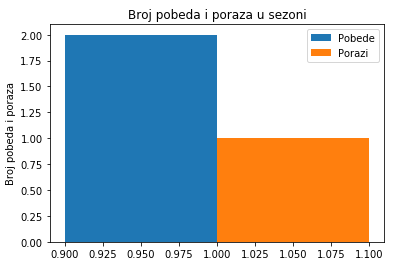 Broj pobeda i poraza u sezoni
Pobede
Porazi
Broj pobeda i poraza
2.00
1.75
1.50
1.25
1.00
0.75
0.50
0.25
0.00
0.900 0.925 0.950 0.975 1.000 1.025 1.050 1.075 1.100